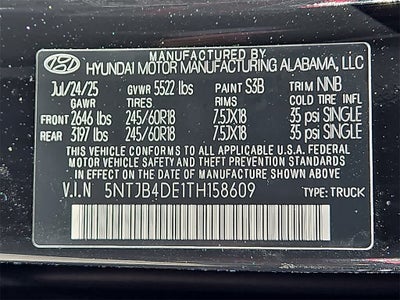 MANUFACTURED BY
HYUNDAI MOTOR MANUFACTURING ALABAMA, LLC
Jul/24/25 GVWR 5522 lbs PAINT S3B TRIM NNB
GAWR TIRES RIMS COLD TIRE INFL.
FRONT 2646 lbs 245/60R18 7.5JX18 35 psi SINGLE
REAR 3197 lbs 245/60R18 7.5JX18 35 psi SINGLE
THIS VEHICLE CONFORMS TO ALL APPLICABLE U.S.A.FEDERAL
MOTOR VEHICLE SAFETY AND THEFT PREVENTION STANDARDS
IN EFFECT ON THE DATE OF MANUFACTURE SHOWN ABOVE.
V.I.N 5NTJB4DE1TH158609 TYPE: TRUCK